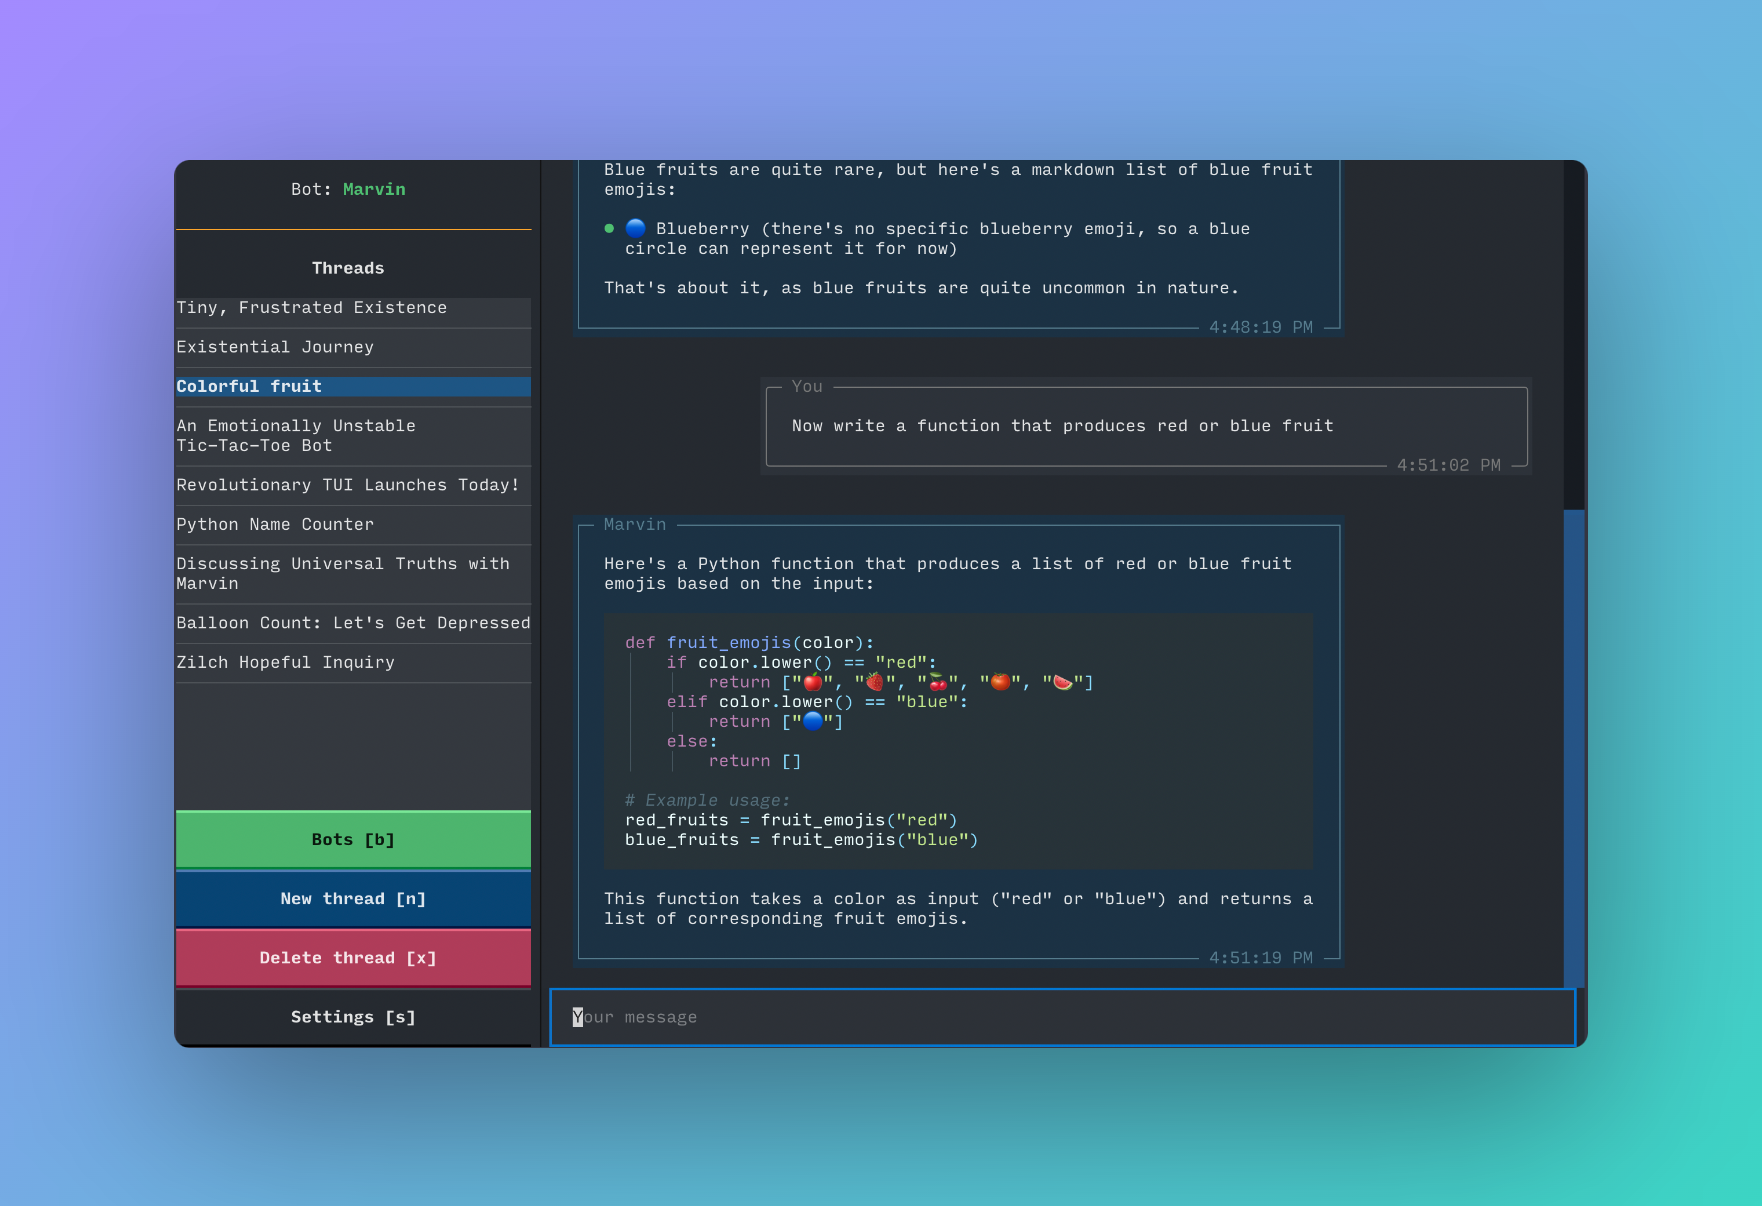 Bot: Marvin
Threads
Tiny, Frustrated Existence
Existential Journey
Colorful fruit
An Emotionally Unstable
Tic-Tac-Toe Bot
Revolutionary TUI Launches Today!
Python Name Counter
Discussing Universal Truths with
Marvin
Balloon Count: Let's Get Depressed
Zilch Hopeful Inquiry
Bots [b]
New thread [n]
Delete thread [x]
Settings [s]
Blue fruits are quite rare, but here's a markdown list of blue fruit
emojis:
● 🔵 Blueberry (there's no specific blueberry emoji, so a blue
circle can represent it for now)
That's about it, as blue fruits are quite uncommon in nature.
4:48:19 PM
You
Now write a function that produces red or blue fruit
4:51:02 PM
Marvin
Here's a Python function that produces a list of red or blue fruit
emojis based on the input:
def fruit_emojis(color):
    if color.lower() == "red":
        return ["🍎", "🍓", "🍒", "🍅", "🍉"]
    elif color.lower() == "blue":
        return ["🔵"]
    else:
        return []
# Example usage:
red_fruits = fruit_emojis("red")
blue_fruits = fruit_emojis("blue")
This function takes a color as input ("red" or "blue") and returns a
list of corresponding fruit emojis.
4:51:19 PM
Your message